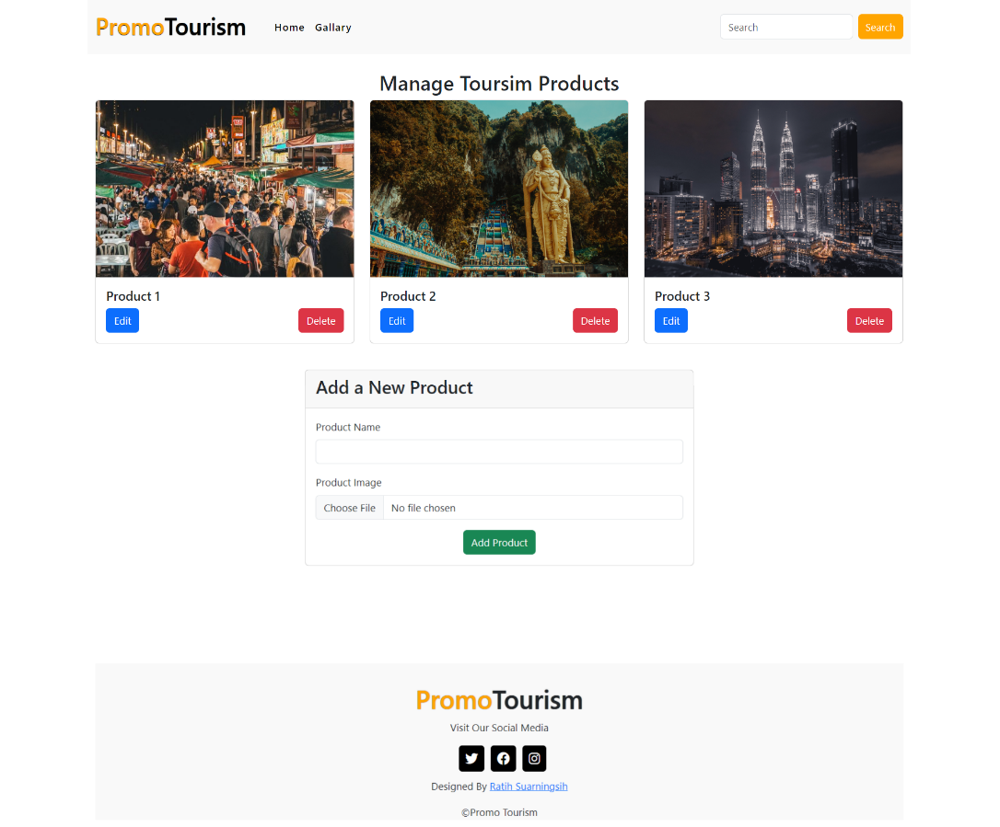 PromoTourism Home Gallary Search Search
Manage Toursim Products
Product 1
Edit Delete
Product 2
Edit Delete
Product 3
Edit Delete
Add a New Product
Product Name
Product Image
Choose File No file chosen
Add Product
PromoTourism
Visit Our Social Media
Designed By Ratih Suarningsih
©Promo Tourism